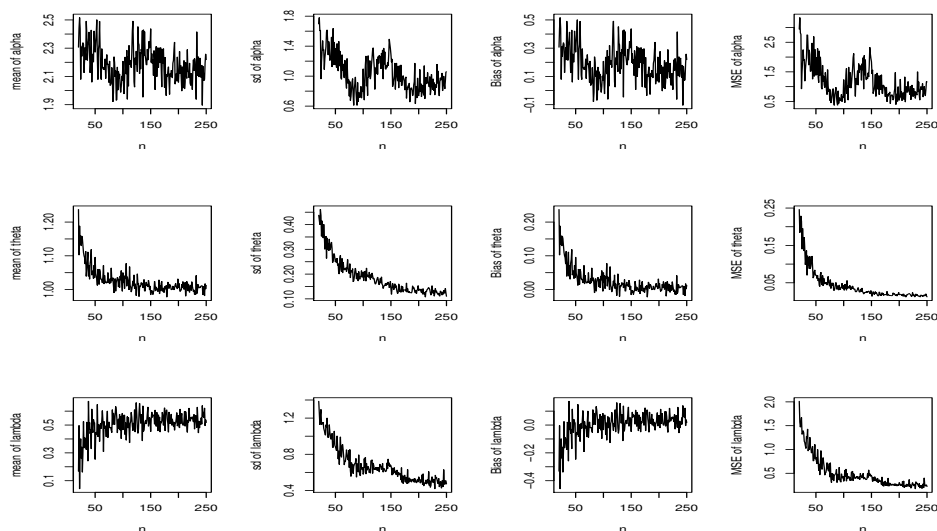 mean of alpha
1.9 2.1 2.3 2.5
50 150 250
n
sd of alpha
0.6 1.0 1.4 1.8
50 150 250
n
Bias of alpha
−0.1 0.1 0.3 0.5
50 150 250
n
MSE of alpha
0.5 1.5 2.5
50 150 250
n
mean of theta
1.00 1.10 1.20
50 150 250
n
sd of theta
0.10 0.20 0.30 0.40
50 150 250
n
Bias of theta
0.00 0.10 0.20
50 150 250
n
MSE of theta
0.05 0.15 0.25
50 150 250
n
mean of lambda
0.1 0.3 0.5
50 150 250
n
sd of lambda
0.4 0.8 1.2
50 150 250
n
Bias of lambda
−0.4 −0.2 0.0
50 150 250
n
MSE of lambda
0.5 1.0 1.5 2.0
50 150 250
n